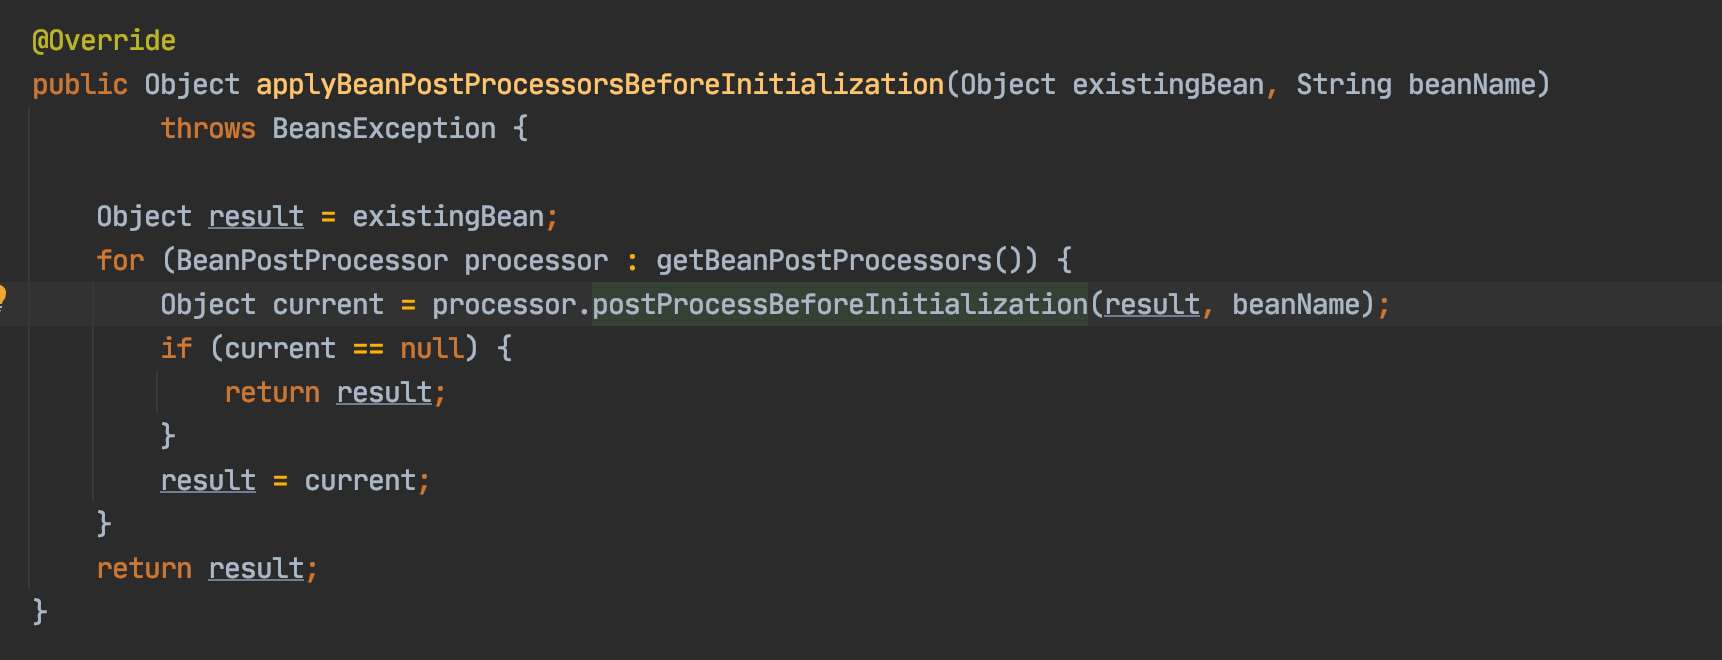 @Override
public Object applyBeanPostProcessorsBeforeInitialization(Object existingBean, String beanName)
        throws BeansException {

    Object result = existingBean;
    for (BeanPostProcessor processor : getBeanPostProcessors()) {
        Object current = processor.postProcessBeforeInitialization(result, beanName);
        if (current == null) {
            return result;
        }
        result = current;
    }
    return result;
}